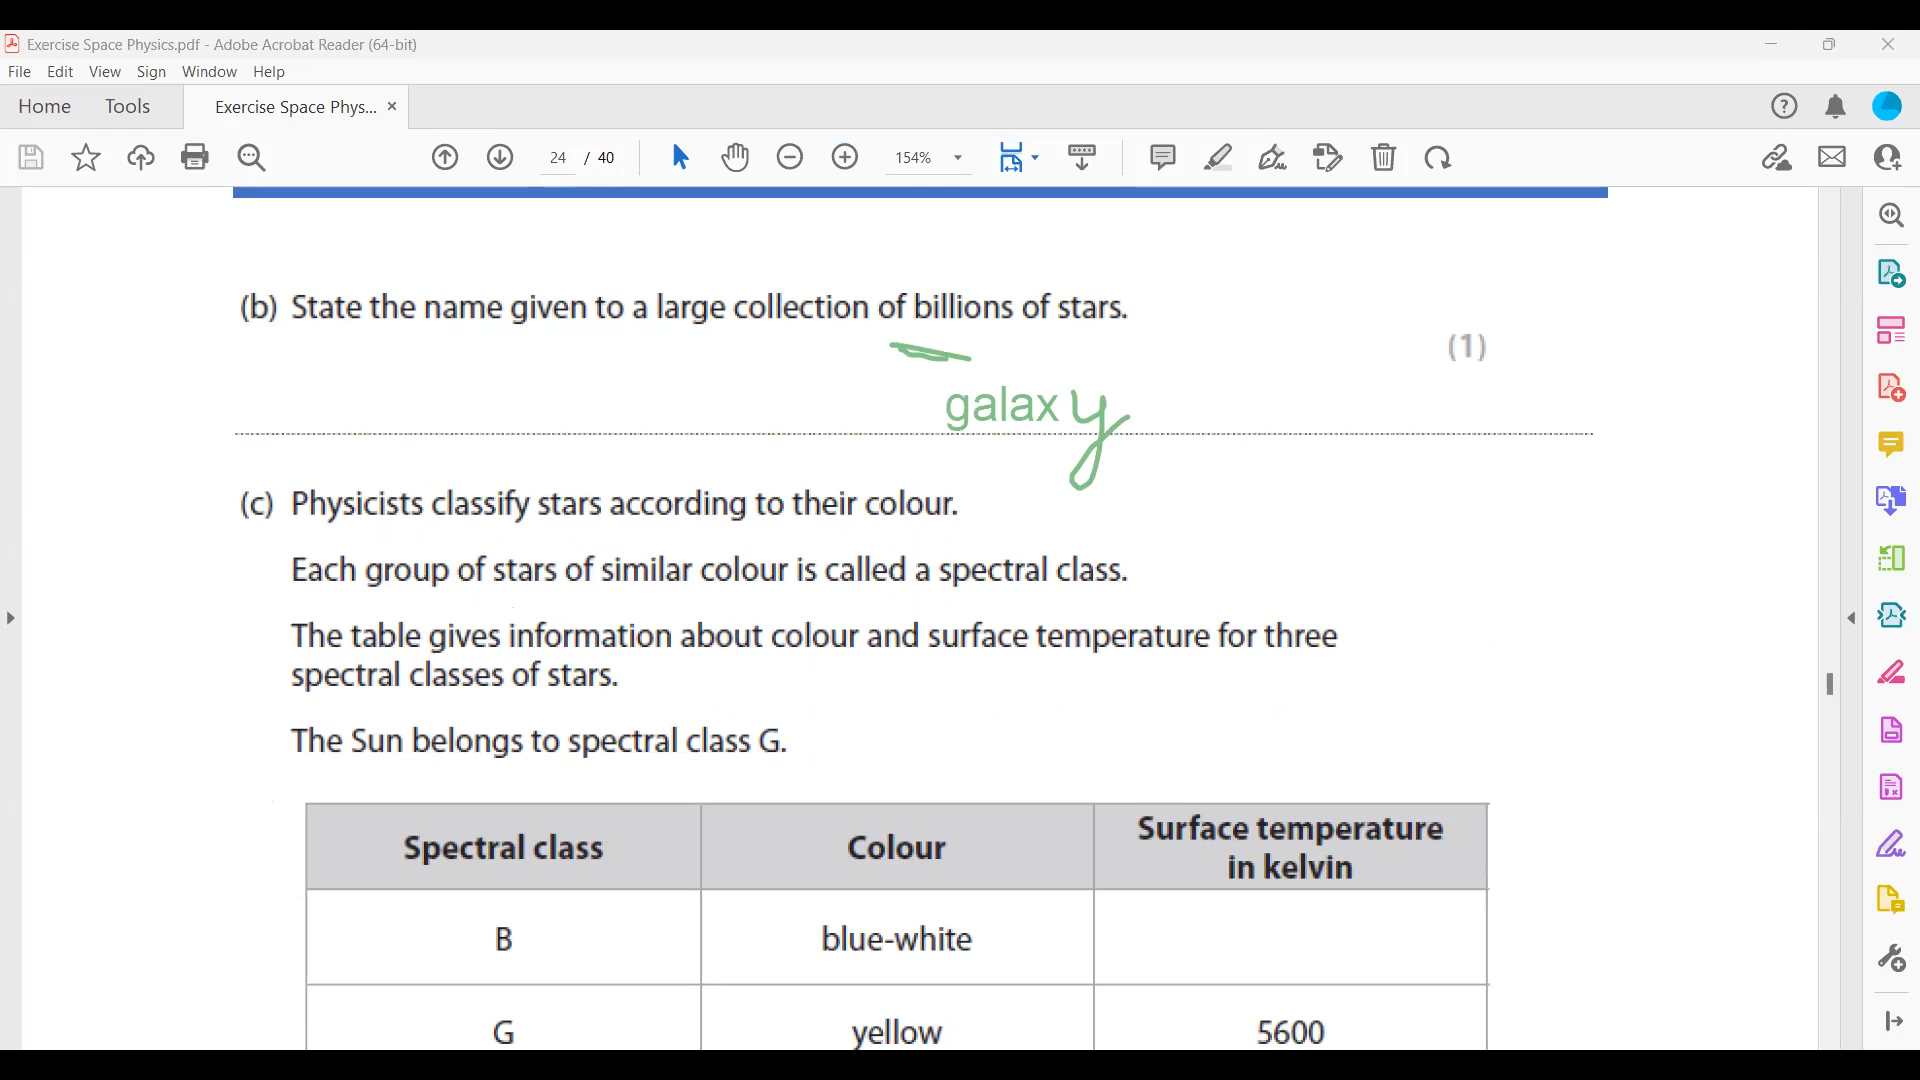 Exercise Space Physics.pdf - Adobe Acrobat Reader (64-bit)
File Edit View Sign Window Help
Home Tools Exercise Space Phys... ×
24 / 40 154%
(b) State the name given to a large collection of billions of stars.
(1)
galaxy
(c) Physicists classify stars according to their colour.
Each group of stars of similar colour is called a spectral class.
The table gives information about colour and surface temperature for three
spectral classes of stars.
The Sun belongs to spectral class G.
Spectral class Colour Surface temperature
in kelvin
B blue-white
G yellow 5600